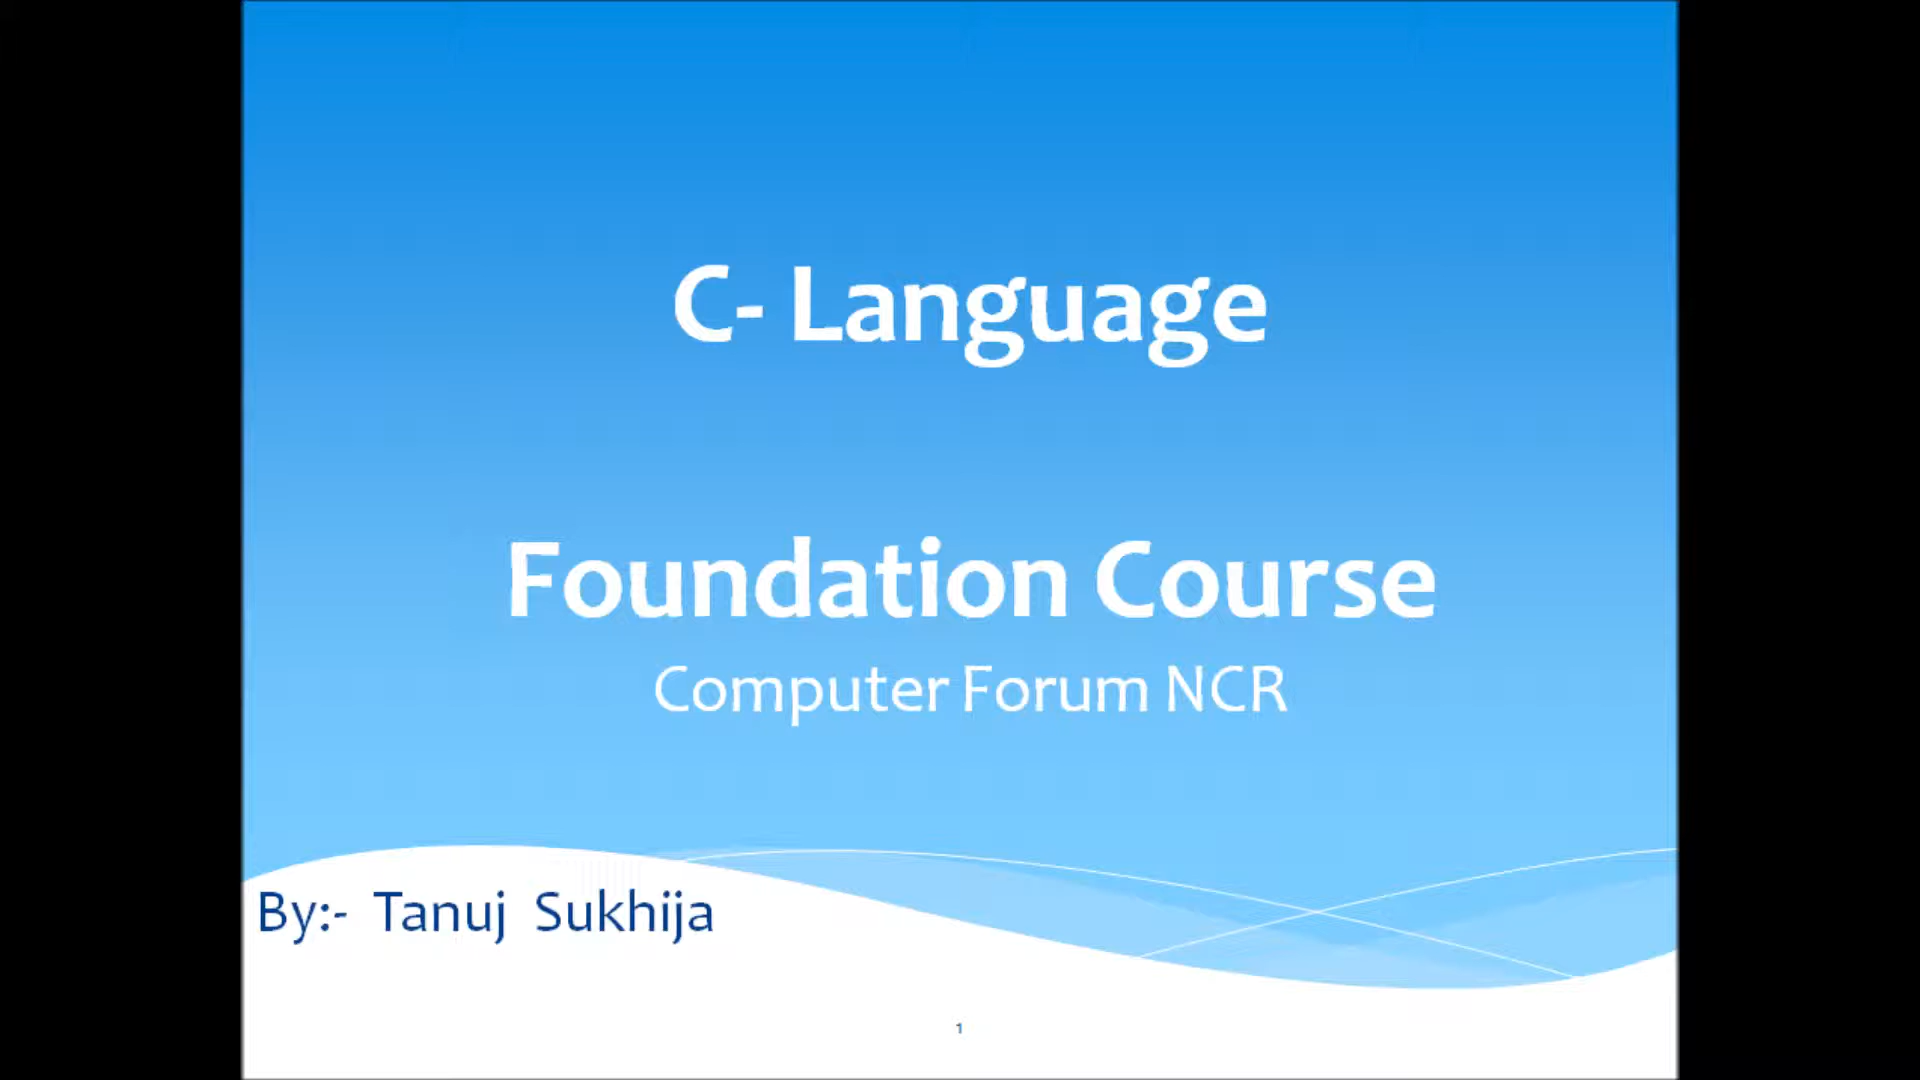 C- Language
Foundation Course
Computer Forum NCR
By:- Tanuj Sukhija
1